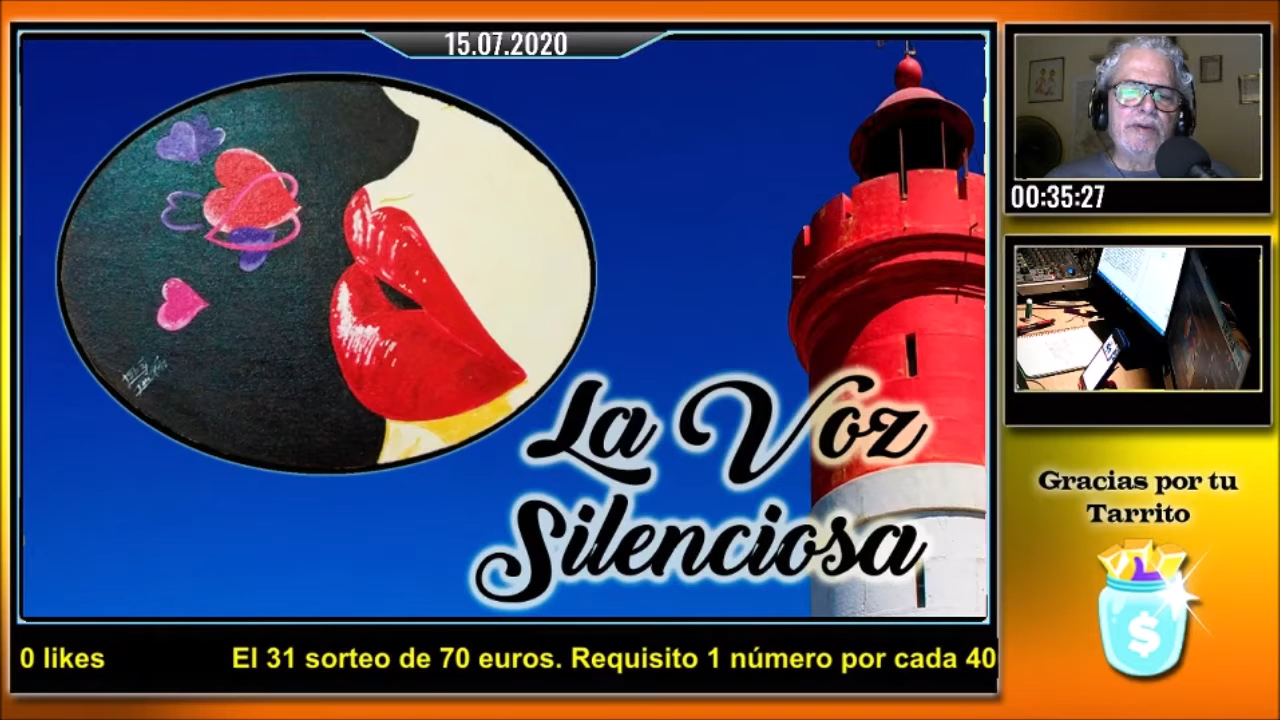 15.07.2020
00:35:27
La Voz
Silenciosa
Gracias por tu
Tarrito
$
0 likes
El 31 sorteo de 70 euros. Requisito 1 número por cada 40